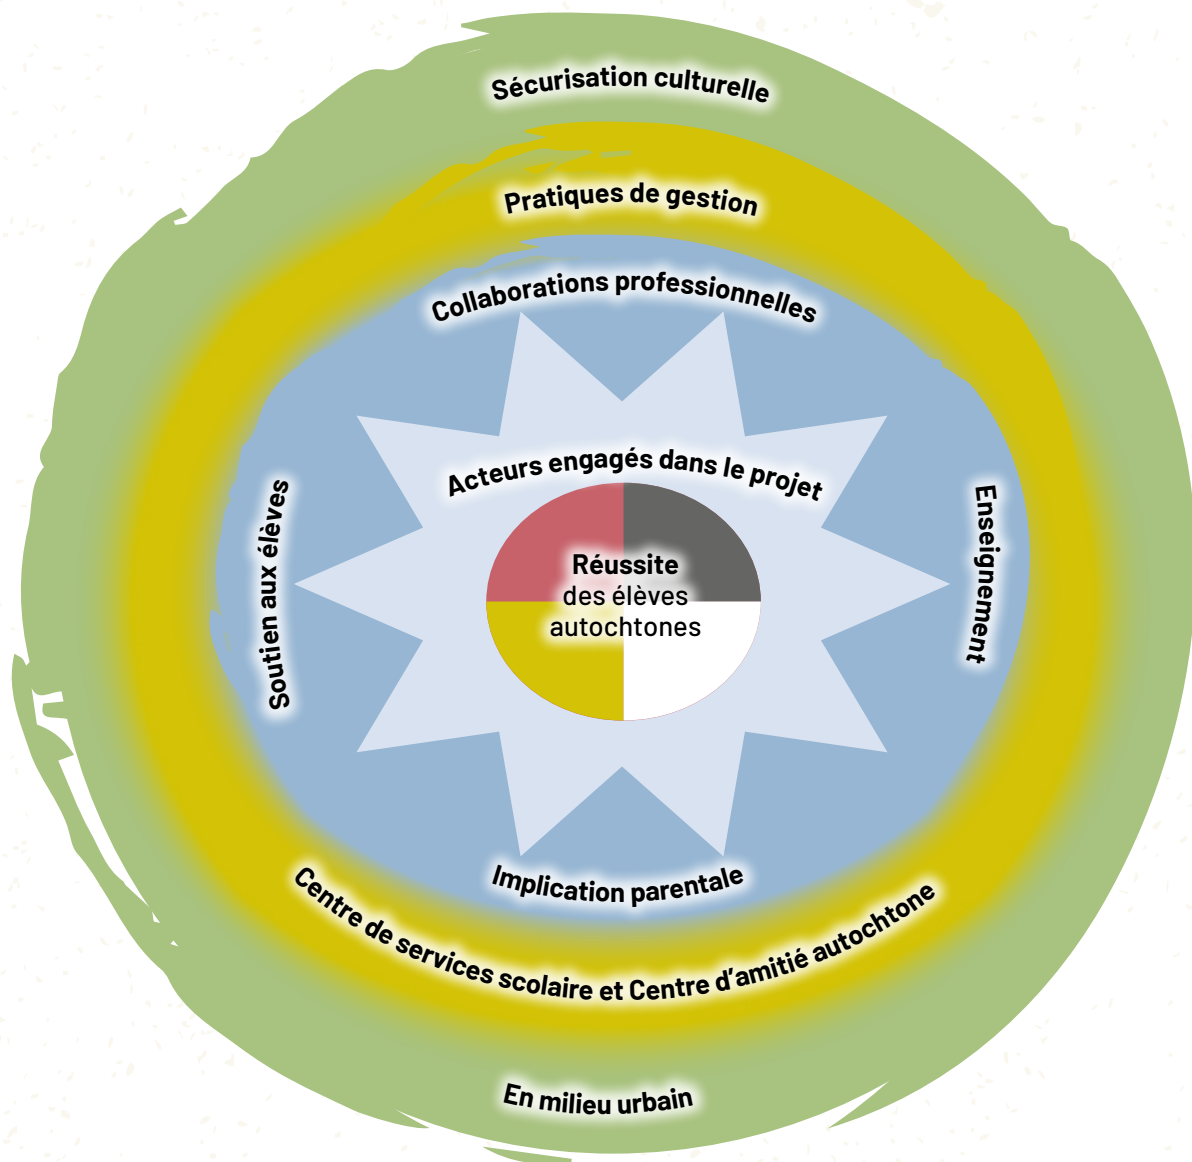 Sécurisation culturelle
Pratiques de gestion
Collaborations professionnelles
Acteurs engagés dans le projet
Soutien aux élèves
Enseignement
Réussite
des élèves
autochtones
Implication parentale
Centre de services scolaire et Centre d’amitié autochtone
En milieu urbain